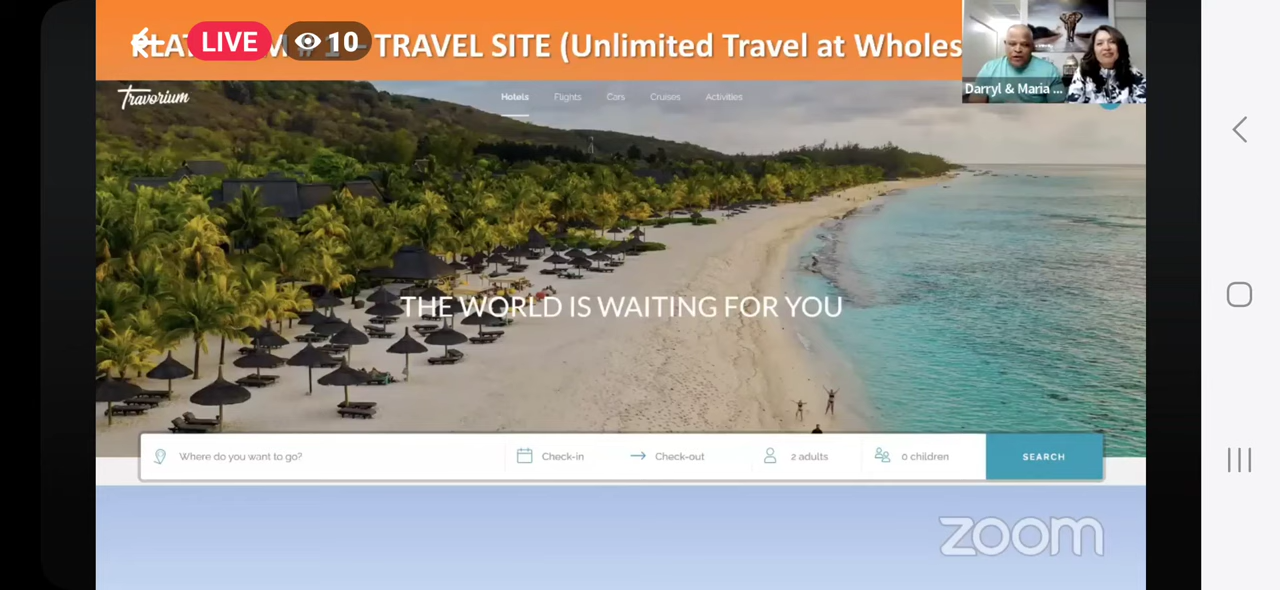 LIVE
10
TRAVEL SITE (Unlimited Travel at Wholes
Darryl & Maria ...
Travorium
Hotels Flights Cars Cruises Activities
THE WORLD IS WAITING FOR YOU
Where do you want to go? Check-in Check-out 2 adults 0 children SEARCH
zoom